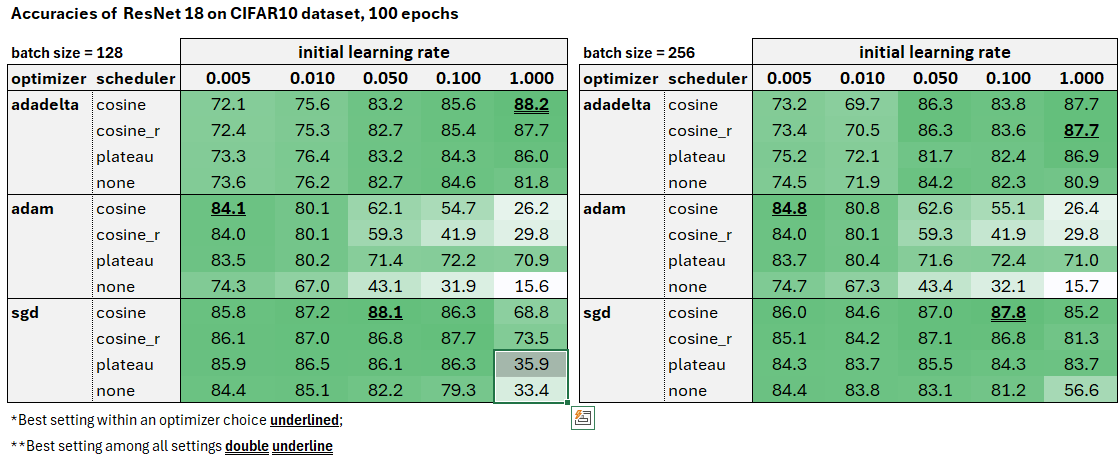 Accuracies of ResNet 18 on CIFAR10 dataset, 100 epochs
batch size = 128 initial learning rate
optimizer scheduler 0.005 0.010 0.050 0.100 1.000
adadelta cosine 72.1 75.6 83.2 85.6 88.2
cosine_r 72.4 75.3 82.7 85.4 87.7
plateau 73.3 76.4 83.2 84.3 86.0
none 73.6 76.2 82.7 84.6 81.8
adam cosine 84.1 80.1 62.1 54.7 26.2
cosine_r 84.0 80.1 59.3 41.9 29.8
plateau 83.5 80.2 71.4 72.2 70.9
none 74.3 67.0 43.1 31.9 15.6
sgd cosine 85.8 87.2 88.1 86.3 68.8
cosine_r 86.1 87.0 86.8 87.7 73.5
plateau 85.9 86.5 86.1 86.3 35.9
none 84.4 85.1 82.2 79.3 33.4
batch size = 256 initial learning rate
optimizer scheduler 0.005 0.010 0.050 0.100 1.000
adadelta cosine 73.2 69.7 86.3 83.8 87.7
cosine_r 73.4 70.5 86.3 83.6 87.7
plateau 75.2 72.1 81.7 82.4 86.9
none 74.5 71.9 84.2 82.3 80.9
adam cosine 84.8 80.8 62.6 55.1 26.4
cosine_r 84.0 80.1 59.3 41.9 29.8
plateau 83.7 80.4 71.6 72.4 71.0
none 74.7 67.3 43.4 32.1 15.7
sgd cosine 86.0 84.6 87.0 87.8 85.2
cosine_r 85.1 84.2 87.1 86.8 81.3
plateau 84.3 83.7 85.5 84.3 83.7
none 84.4 83.8 83.1 81.2 56.6
*Best setting within an optimizer choice underlined;
**Best setting among all settings double underline